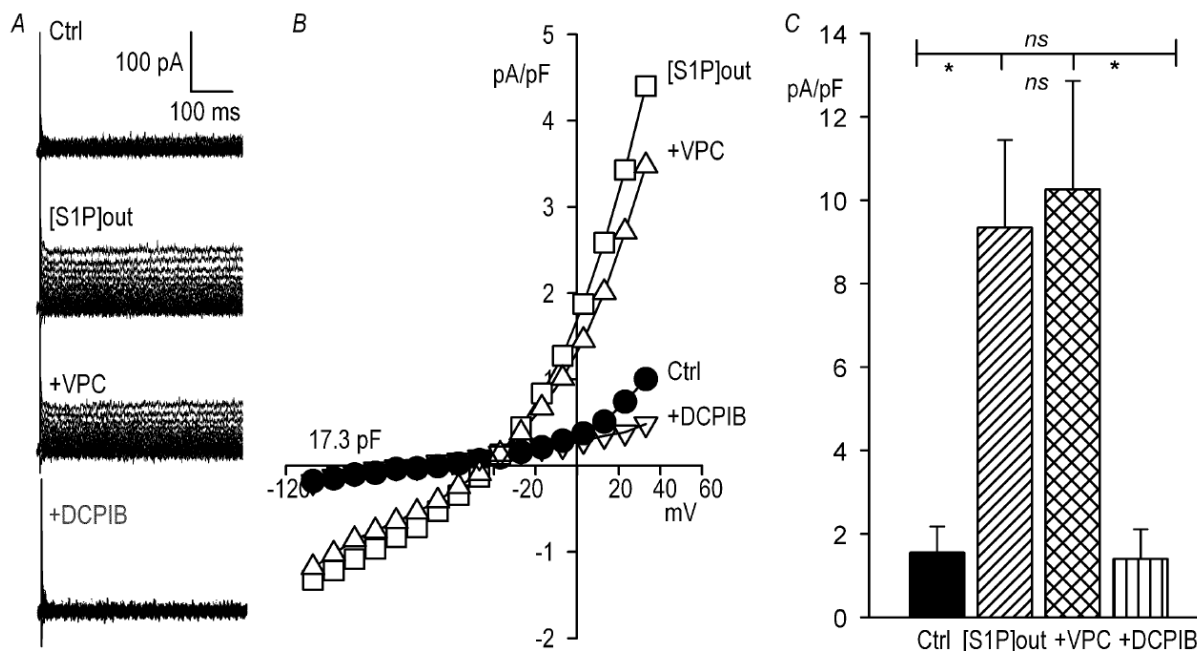 A
Ctrl
100 pA
100 ms
[S1P]out
+VPC
+DCPIB
B
5
pA/pF
[S1P]out
4
+VPC
3
2
1
Ctrl
+DCPIB
17.3 pF
-120
-20
20
40
60
mV
-1
-2
C
14
ns
pA/pF
*
ns
*
12
10
8
6
4
2
0
Ctrl [S1P]out +VPC +DCPIB